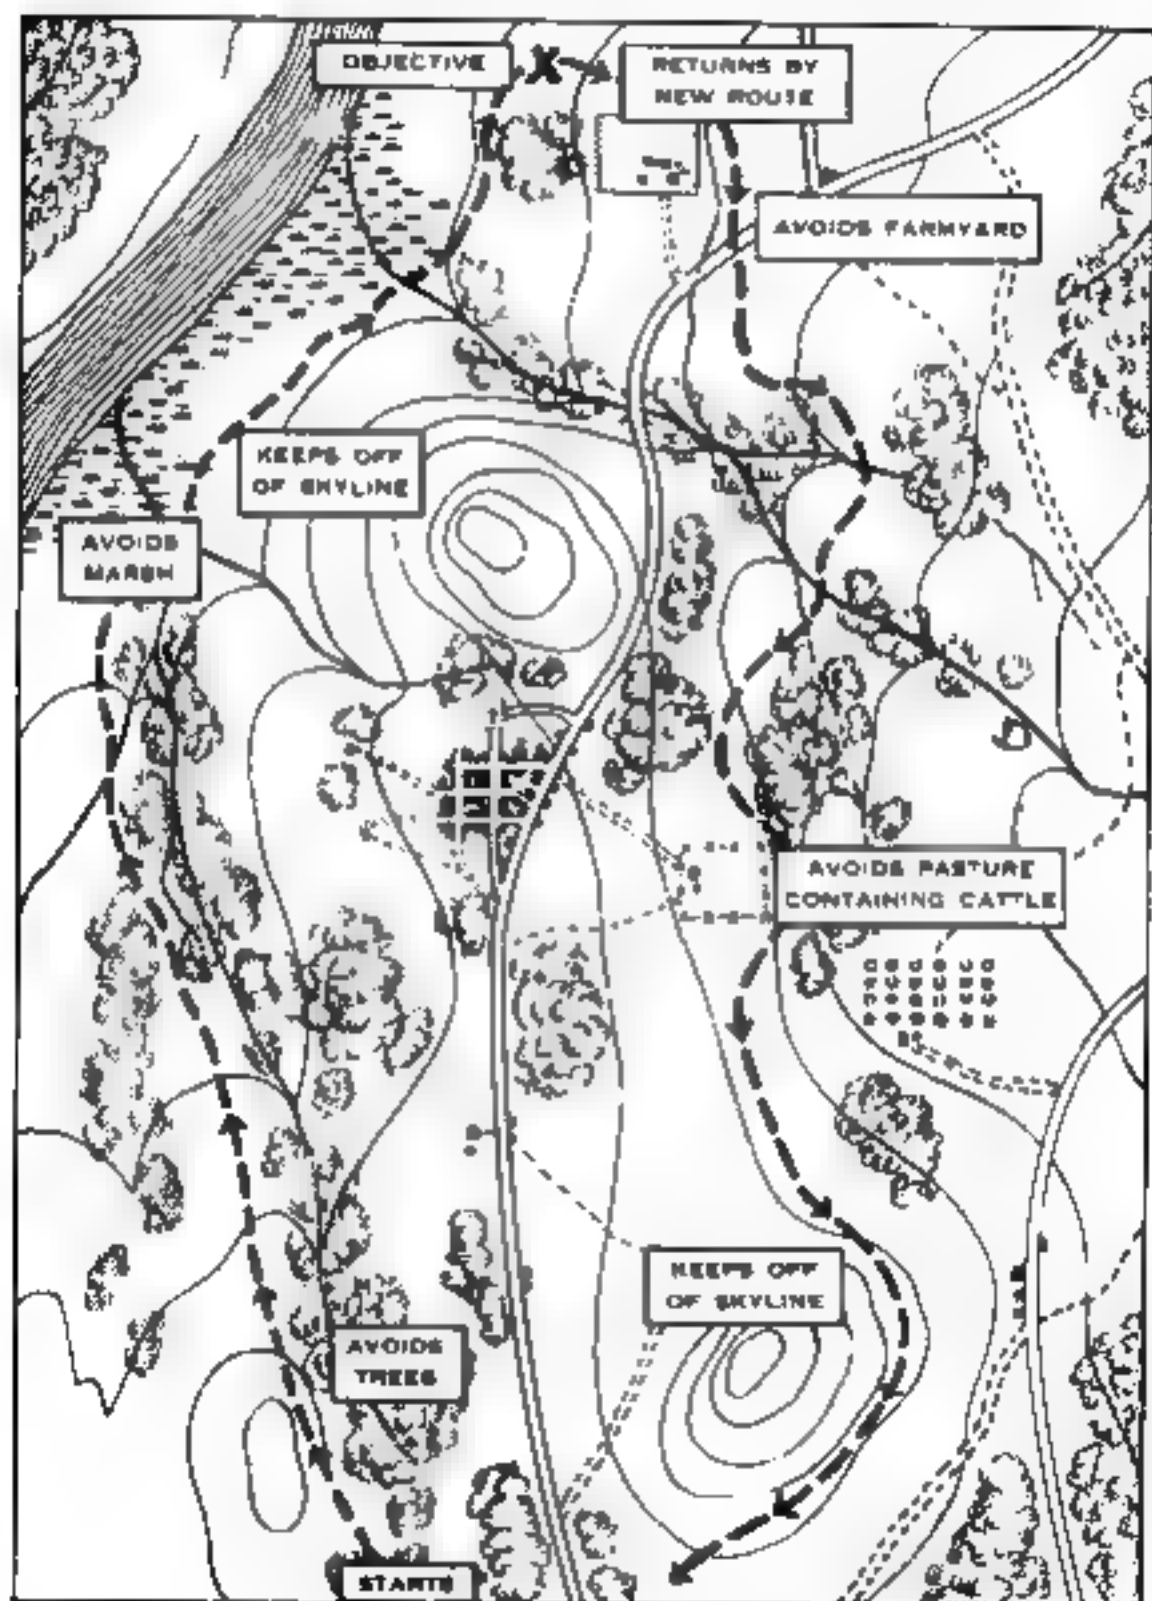 OBJECTIVE
X
RETURNS BY
NEW ROUTE
AVOIDS FARMYARD
KEEPS OFF
OF SKYLINE
AVOIDS
MARSH
AVOIDS PASTURE
CONTAINING CATTLE
KEEPS OFF
OF SKYLINE
AVOIDS
TREES
STARTS